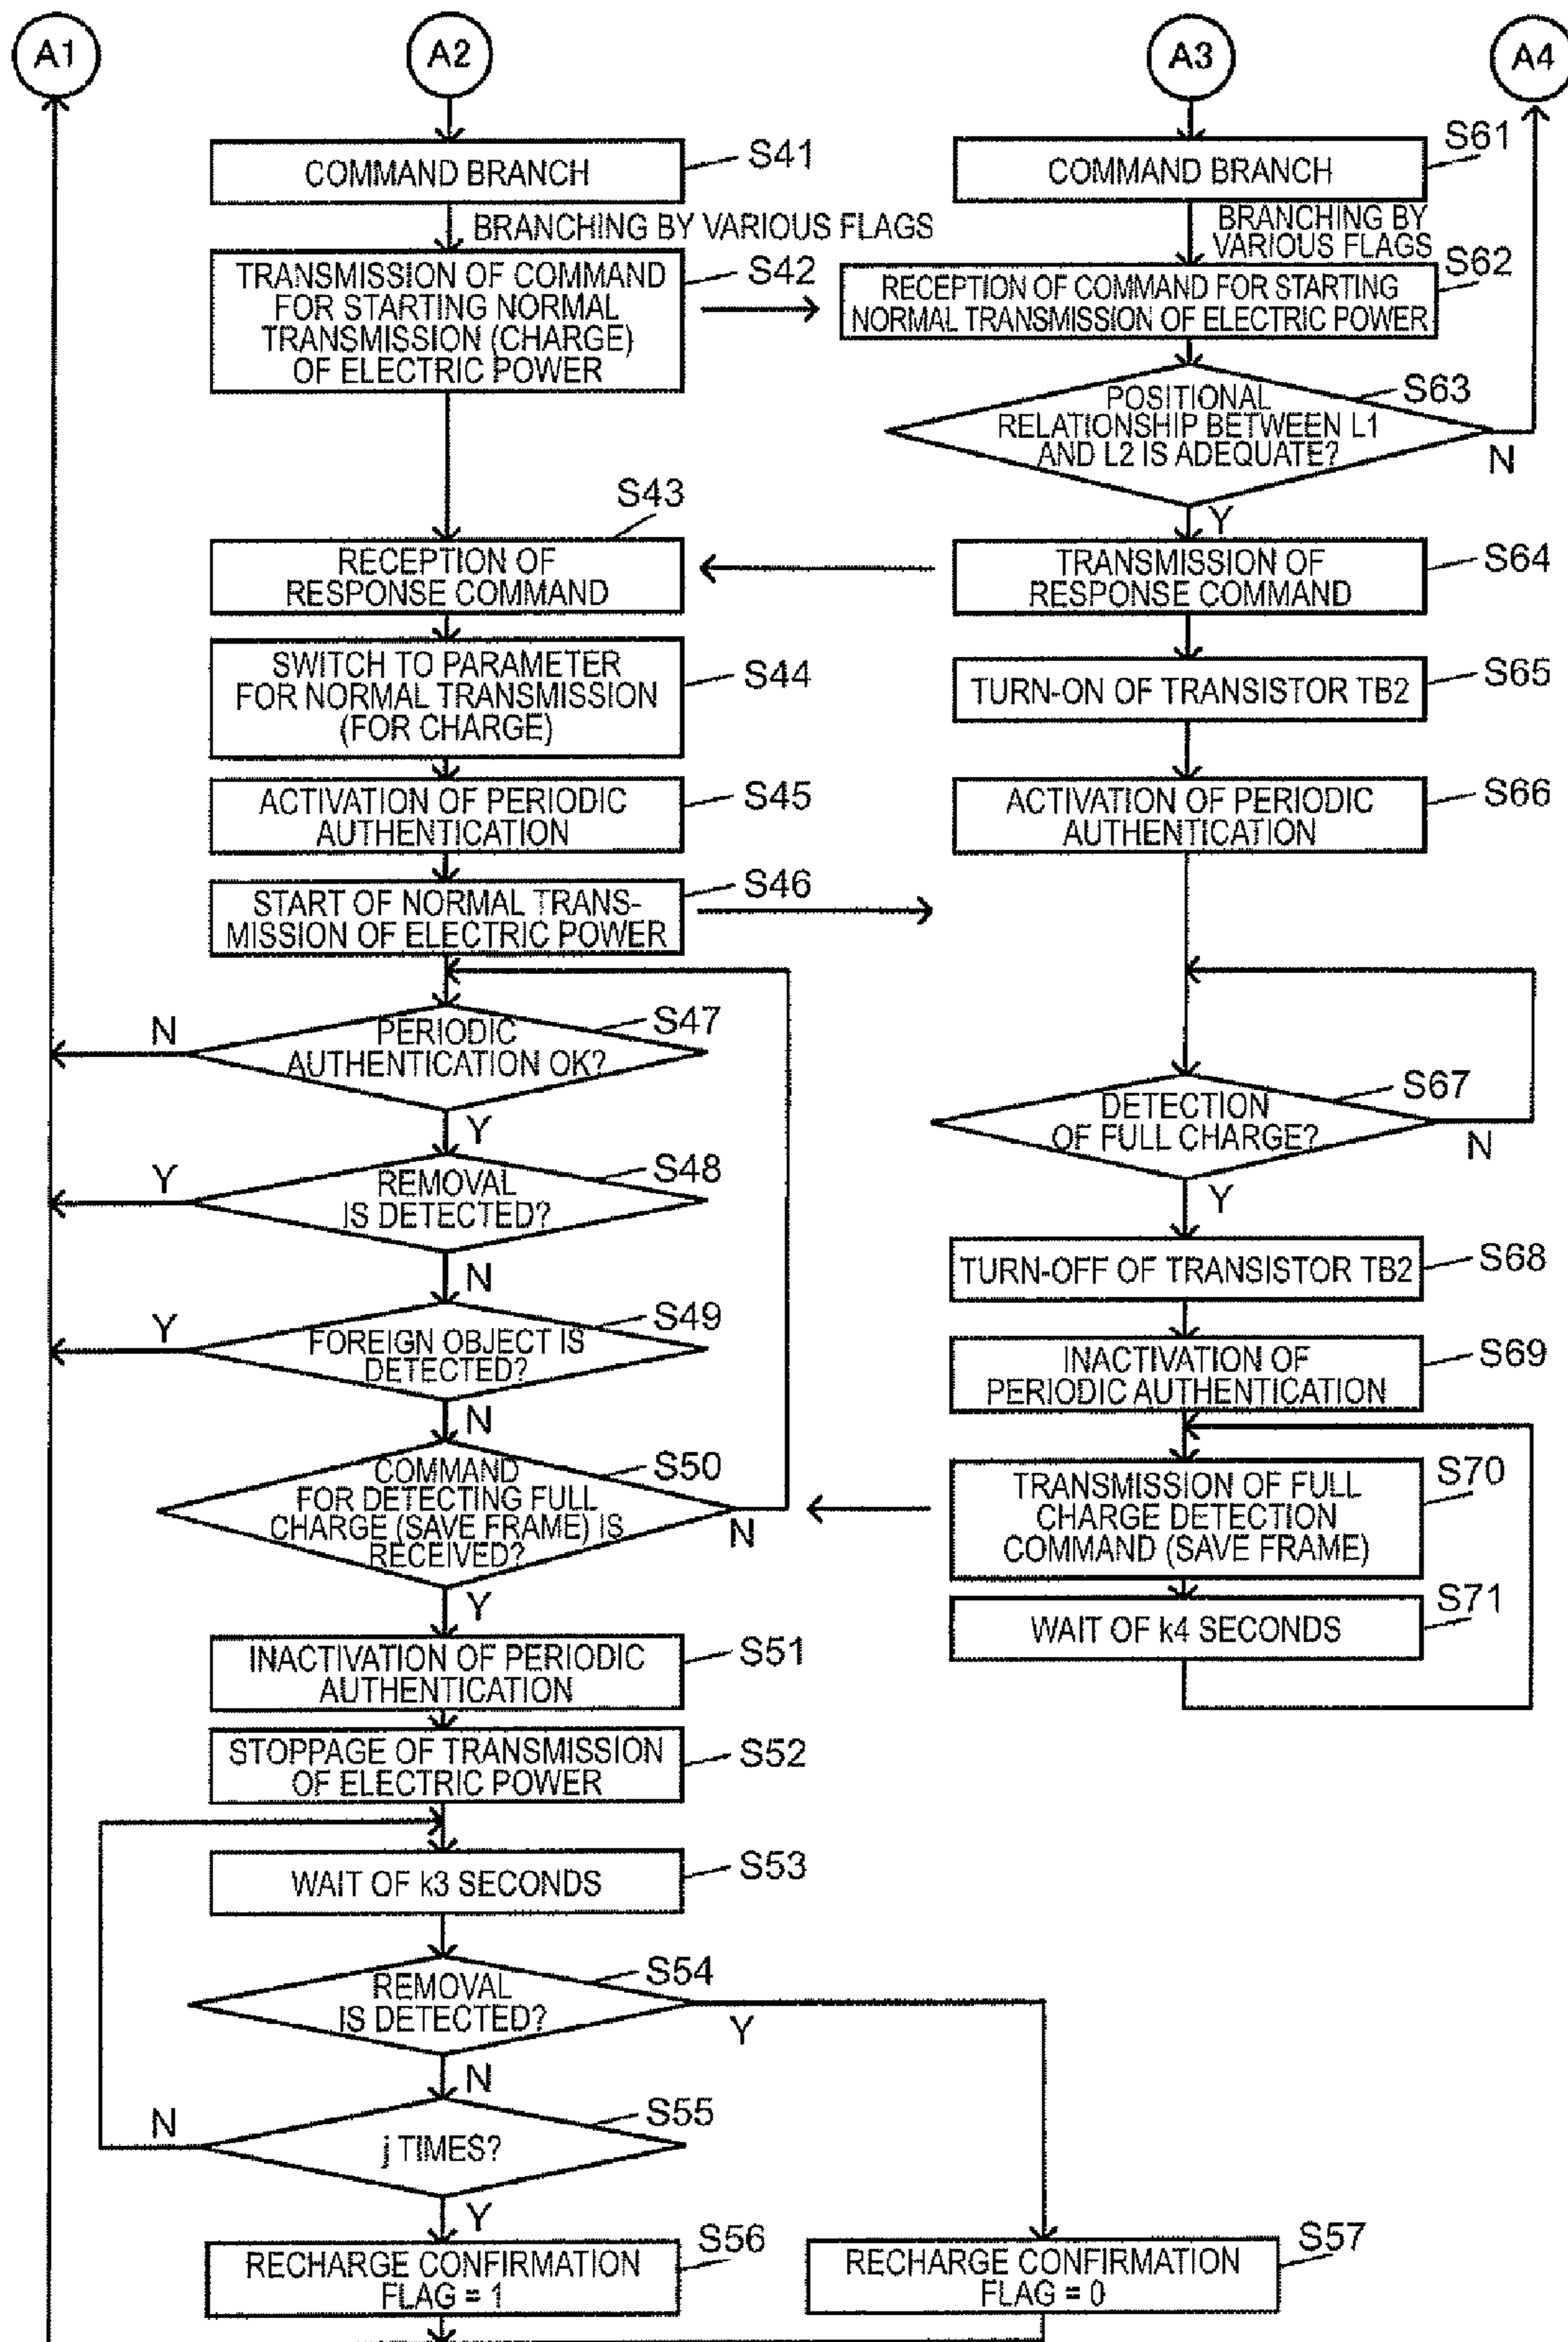 A1
A2
A3
A4
COMMAND BRANCH
S41
BRANCHING BY VARIOUS FLAGS
TRANSMISSION OF COMMAND
FOR STARTING NORMAL
TRANSMISSION (CHARGE)
OF ELECTRIC POWER
S42
S43
RECEPTION OF
RESPONSE COMMAND
SWITCH TO PARAMETER
FOR NORMAL TRANSMISSION
(FOR CHARGE)
S44
ACTIVATION OF PERIODIC
AUTHENTICATION
S45
START OF NORMAL TRANS-
MISSION OF ELECTRIC POWER
S46
PERIODIC
AUTHENTICATION OK?
S47
N
Y
REMOVAL
IS DETECTED?
S48
Y
N
FOREIGN OBJECT IS
DETECTED?
S49
Y
N
COMMAND
FOR DETECTING FULL
CHARGE (SAVE FRAME) IS
RECEIVED?
S50
N
Y
INACTIVATION OF PERIODIC
AUTHENTICATION
S51
STOPPAGE OF TRANSMISSION
OF ELECTRIC POWER
S52
WAIT OF k3 SECONDS
S53
REMOVAL
IS DETECTED?
S54
Y
N
j TIMES?
S55
N
Y
RECHARGE CONFIRMATION
FLAG = 1
S56
RECHARGE CONFIRMATION
FLAG = 0
S57
COMMAND BRANCH
S61
BRANCHING BY
VARIOUS FLAGS
RECEPTION OF COMMAND FOR STARTING
NORMAL TRANSMISSION OF ELECTRIC POWER
S62
POSITIONAL
RELATIONSHIP BETWEEN L1
AND L2 IS ADEQUATE?
S63
N
Y
TRANSMISSION OF
RESPONSE COMMAND
S64
TURN-ON OF TRANSISTOR TB2
S65
ACTIVATION OF PERIODIC
AUTHENTICATION
S66
DETECTION
OF FULL CHARGE?
S67
N
Y
TURN-OFF OF TRANSISTOR TB2
S68
INACTIVATION OF
PERIODIC AUTHENTICATION
S69
TRANSMISSION OF FULL
CHARGE DETECTION
COMMAND (SAVE FRAME)
S70
WAIT OF k4 SECONDS
S71